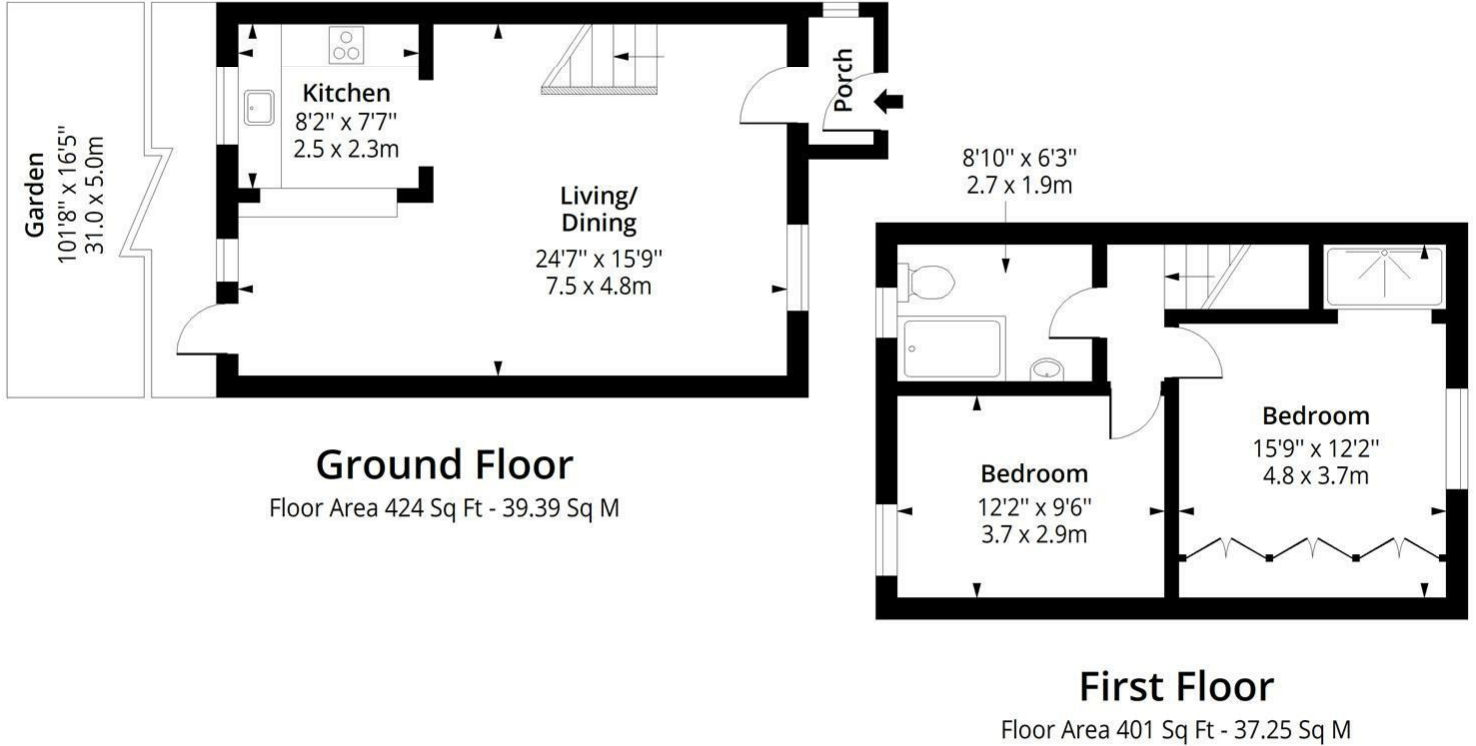 Garden
101'8" x 16'5"
31.0 x 5.0m
Kitchen
8'2" x 7'7"
2.5 x 2.3m
Living/
Dining
24'7" x 15'9"
7.5 x 4.8m
Porch
Ground Floor
Floor Area 424 Sq Ft - 39.39 Sq M
8'10" x 6'3"
2.7 x 1.9m
Bedroom
12'2" x 9'6"
3.7 x 2.9m
Bedroom
15'9" x 12'2"
4.8 x 3.7m
First Floor
Floor Area 401 Sq Ft - 37.25 Sq M